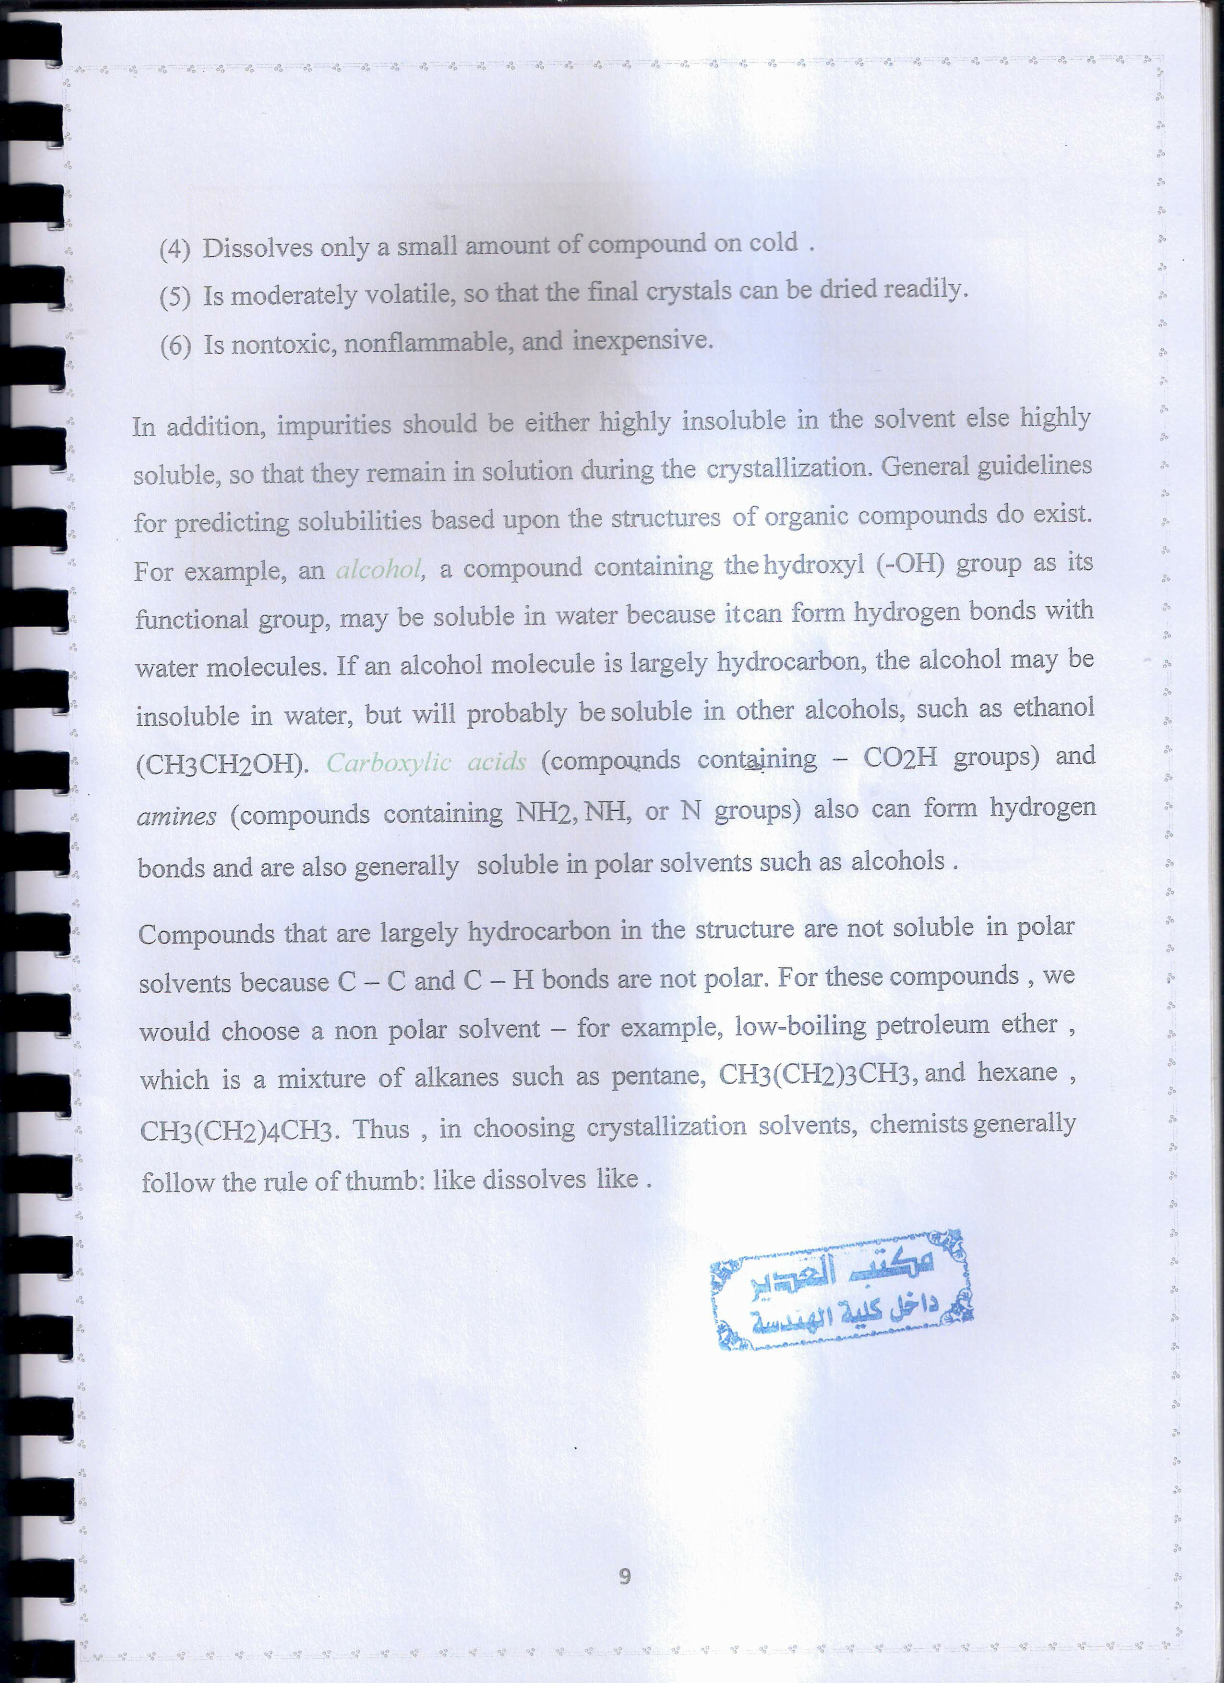 (4) Dissolves only a small amount of compound on cold .
(5) Is moderately volatile, so that the final crystals can be dried readily.
(6) Is nontoxic, nonflammable, and inexpensive.
In addition, impurities should be either highly insoluble in the solvent else highly
soluble, so that they remain in solution during the crystallization. General guidelines
for predicting solubilities based upon the structures of organic compounds do exist.
For example, an alcohol, a compound containing the hydroxyl (-OH) group as its
functional group, may be soluble in water because it can form hydrogen bonds with
water molecules. If an alcohol molecule is largely hydrocarbon, the alcohol may be
insoluble in water, but will probably be soluble in other alcohols, such as ethanol
(CH3CH2OH). Carboxylic acids (compounds containing – CO2H groups) and
amines (compounds containing NH2, NH, or N groups) also can form hydrogen
bonds and are also generally soluble in polar solvents such as alcohols .
Compounds that are largely hydrocarbon in the structure are not soluble in polar
solvents because C – C and C – H bonds are not polar. For these compounds , we
would choose a non polar solvent – for example, low-boiling petroleum ether ,
which is a mixture of alkanes such as pentane, CH3(CH2)3CH3, and hexane ,
CH3(CH2)4CH3. Thus , in choosing crystallization solvents, chemists generally
follow the rule of thumb: like dissolves like .
مكتب الغدير
داخل كلية الهندسة
9